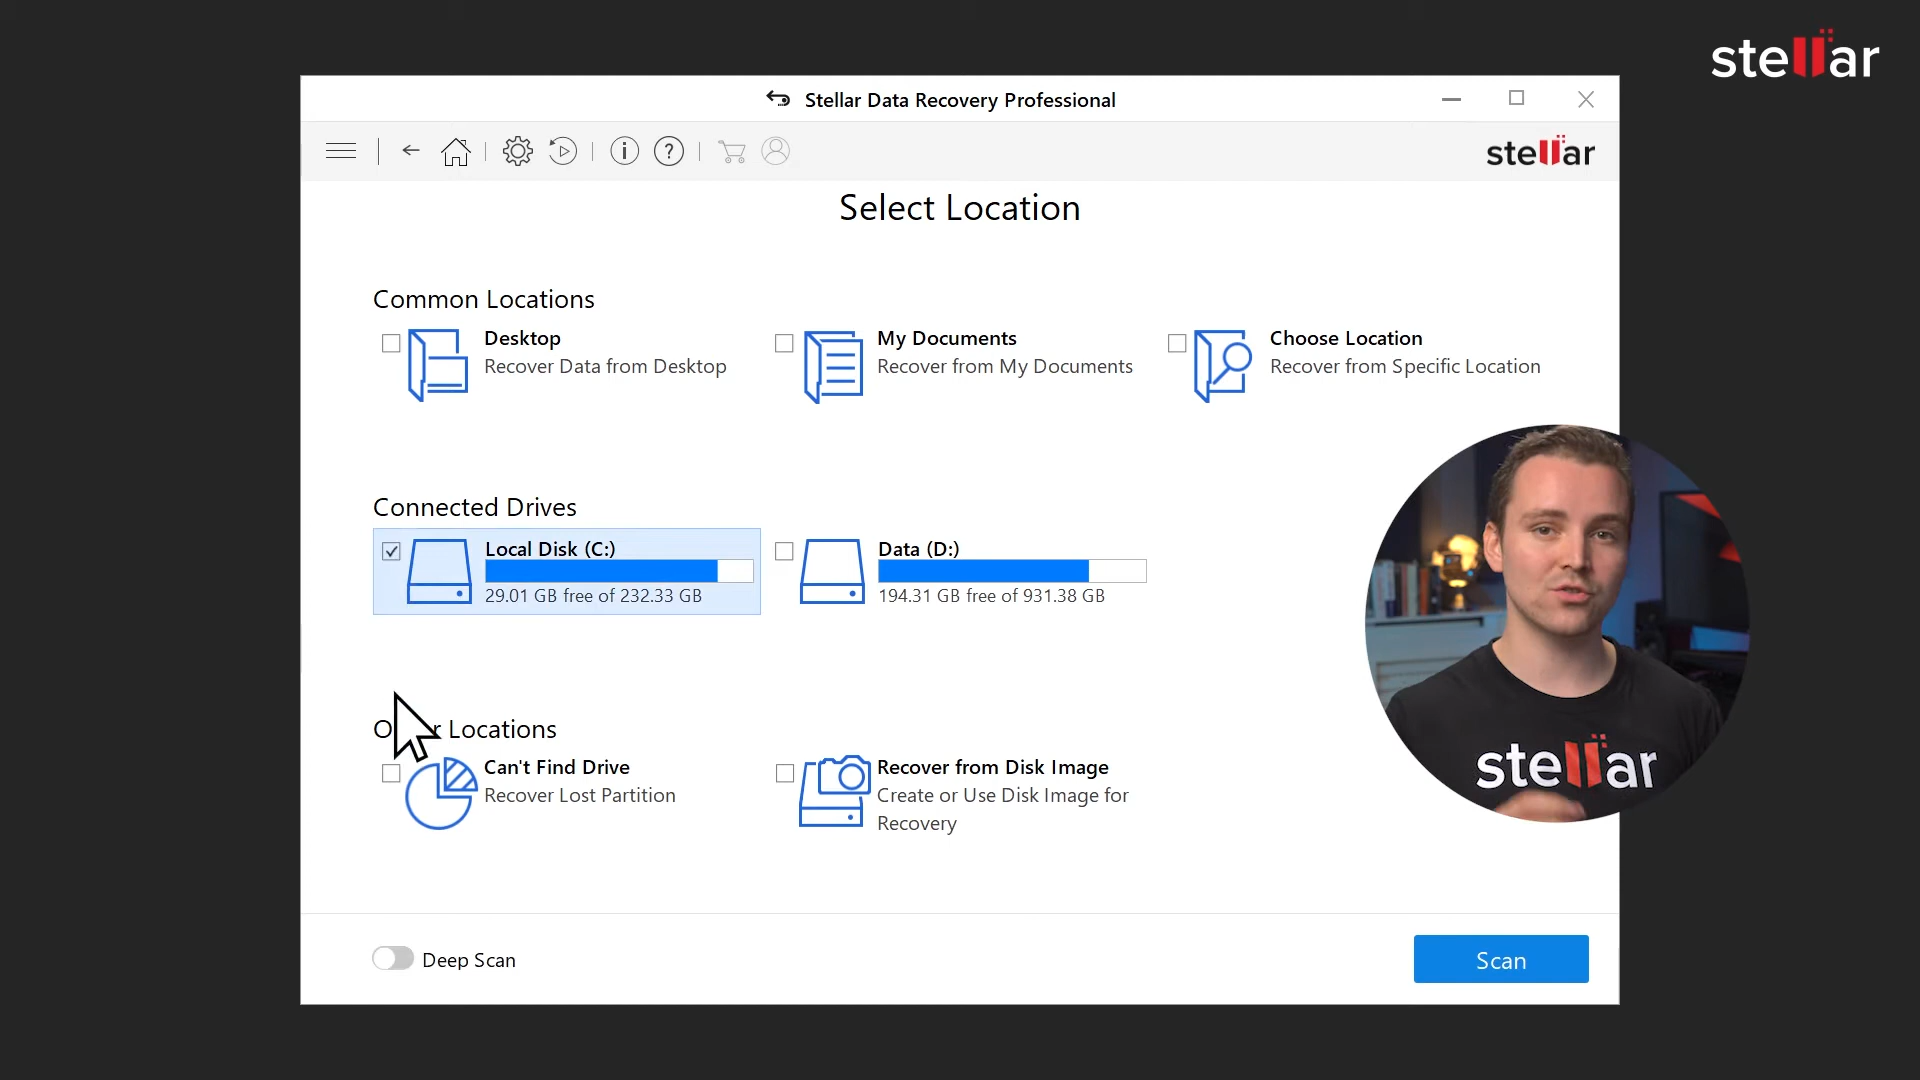 stellar
Stellar Data Recovery Professional
stellar
Select Location
Common Locations
Desktop
Recover Data from Desktop
My Documents
Recover from My Documents
Choose Location
Recover from Specific Location
Connected Drives
Local Disk (C:)
29.01 GB free of 232.33 GB
Data (D:)
194.31 GB free of 931.38 GB
Locations
Can't Find Drive
Recover Lost Partition
Recover from Disk Image
Create or Use Disk Image for
Recovery
stellar
Deep Scan
Scan